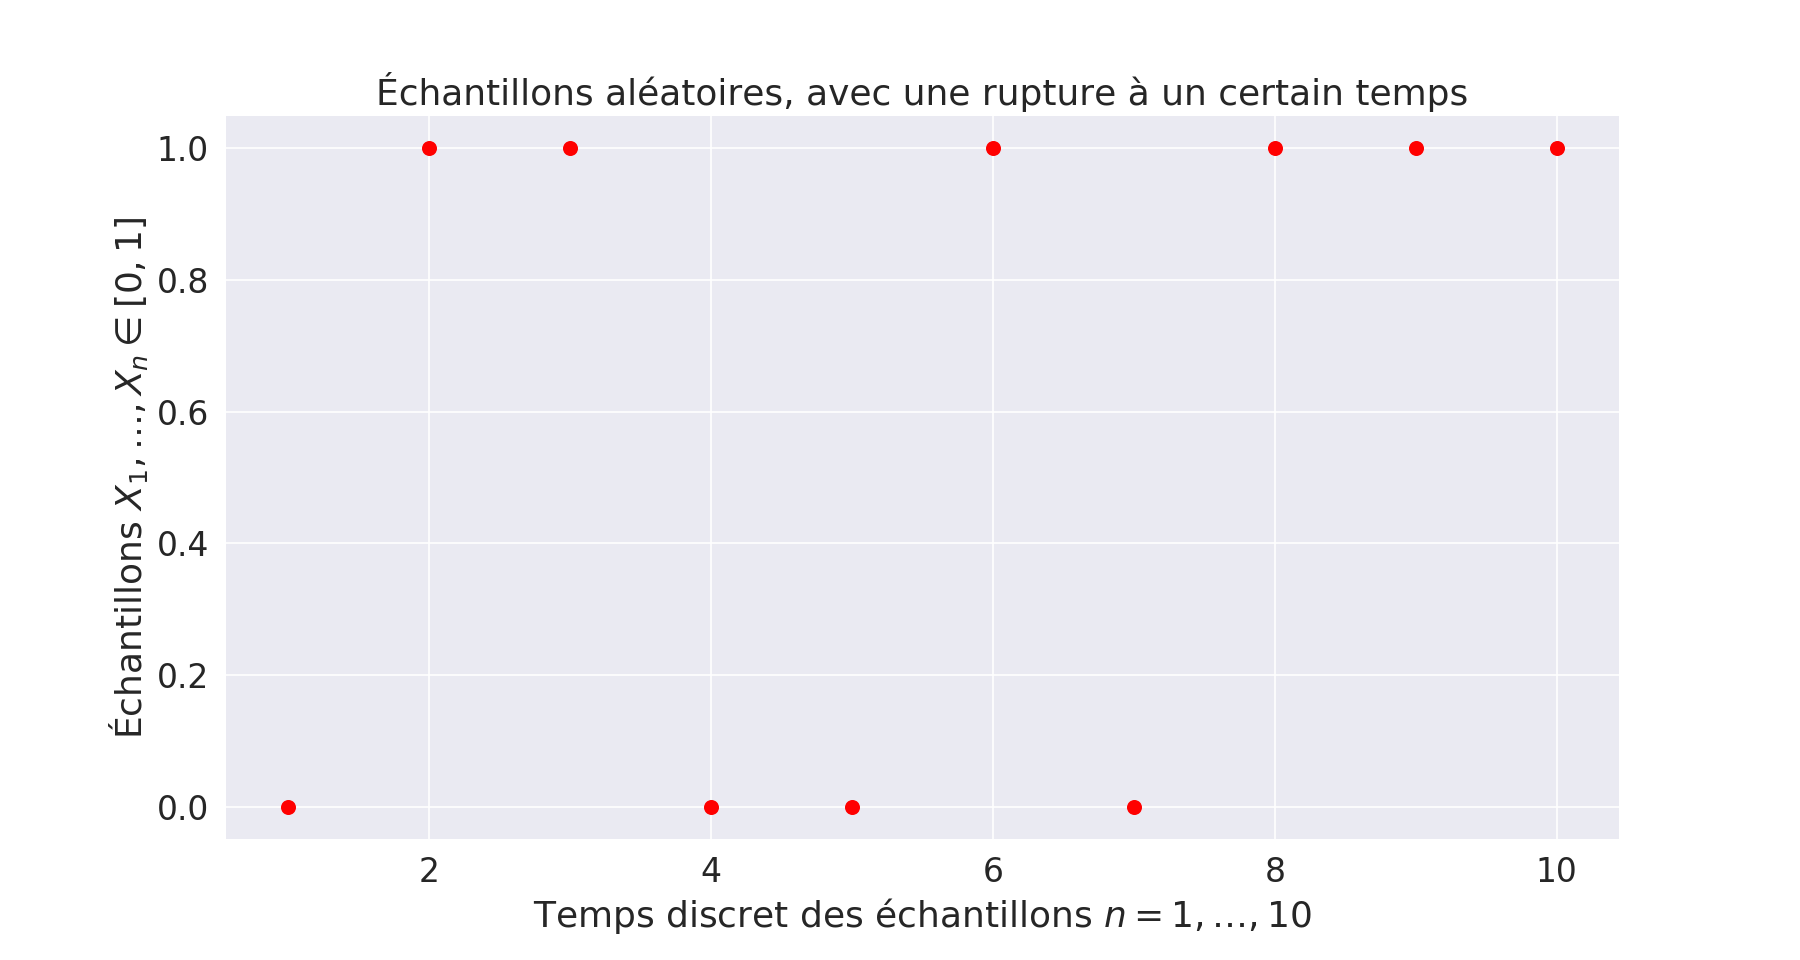 Échantillons aléatoires, avec une rupture à un certain temps
Échantillons X₁, …, Xₙ ∈ [0, 1]
1.0
0.8
0.6
0.4
0.2
0.0
2 4 6 8 10
Temps discret des échantillons n = 1, …, 10